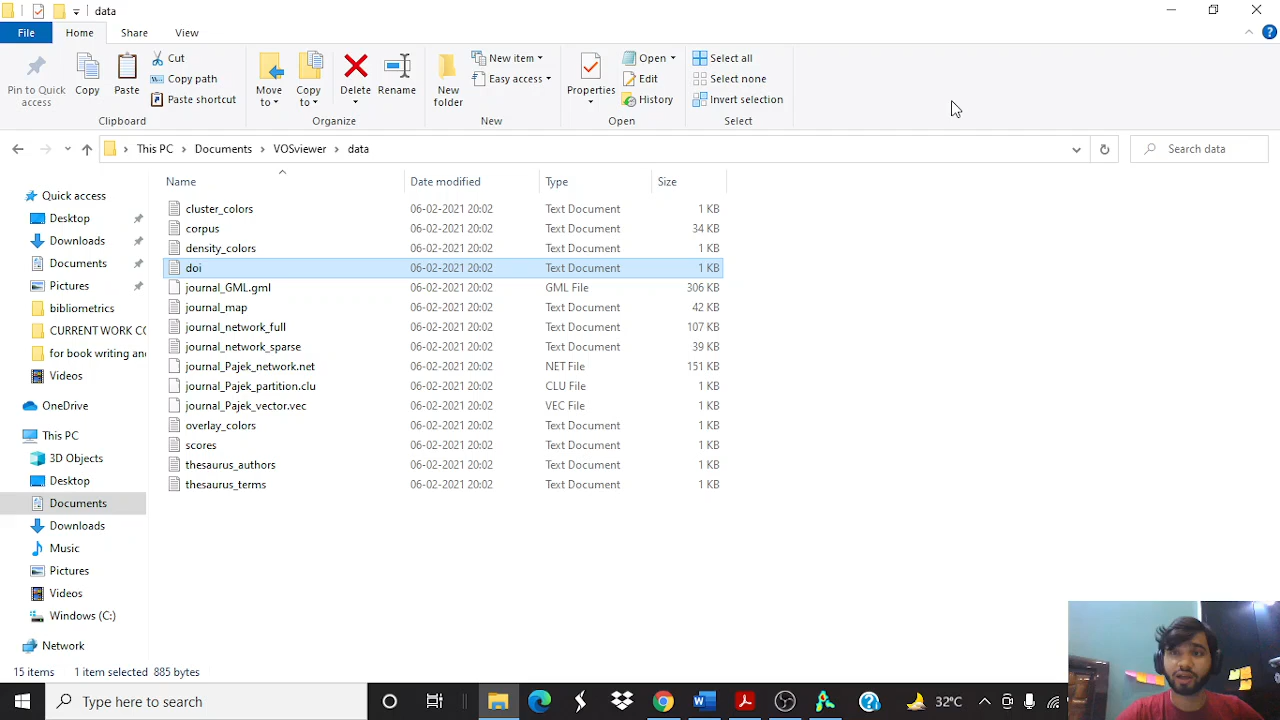 data
File Home Share View
Pin to Quick access
Copy
Paste
Cut
Copy path
Paste shortcut
Clipboard
Move to
Copy to
Delete
Rename
Organize
New folder
New item
Easy access
New
Properties
Open
Edit
History
Open
Select all
Select none
Invert selection
Select
This PC > Documents > VOSviewer > data
Search data
Name Date modified Type Size
cluster_colors 06-02-2021 20:02 Text Document 1 KB
corpus 06-02-2021 20:02 Text Document 34 KB
density_colors 06-02-2021 20:02 Text Document 1 KB
doi 06-02-2021 20:02 Text Document 1 KB
journal_GML.gml 06-02-2021 20:02 GML File 306 KB
journal_map 06-02-2021 20:02 Text Document 42 KB
journal_network_full 06-02-2021 20:02 Text Document 107 KB
journal_network_sparse 06-02-2021 20:02 Text Document 39 KB
journal_Pajek_network.net 06-02-2021 20:02 NET File 151 KB
journal_Pajek_partition.clu 06-02-2021 20:02 CLU File 1 KB
journal_Pajek_vector.vec 06-02-2021 20:02 VEC File 1 KB
overlay_colors 06-02-2021 20:02 Text Document 1 KB
scores 06-02-2021 20:02 Text Document 1 KB
thesaurus_authors 06-02-2021 20:02 Text Document 1 KB
thesaurus_terms 06-02-2021 20:02 Text Document 1 KB
Quick access
Desktop
Downloads
Documents
Pictures
bibliometrics
CURRENT WORK CO
for book writing an
Videos
OneDrive
This PC
3D Objects
Desktop
Documents
Downloads
Music
Pictures
Videos
Windows (C:)
Network
15 items 1 item selected 885 bytes
Type here to search
32°C